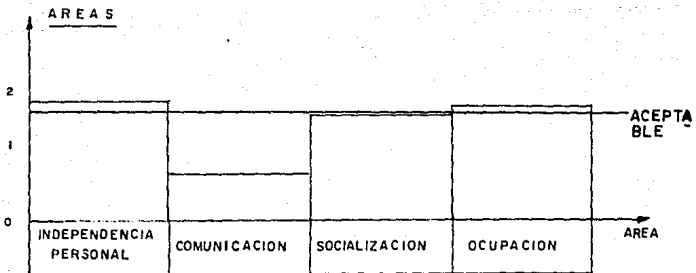 AREAS
2
ACEPTA
BLE
1
0
INDEPENDENCIA
PERSONAL
COMUNICACION
SOCIALIZACION
OCUPACION
AREA